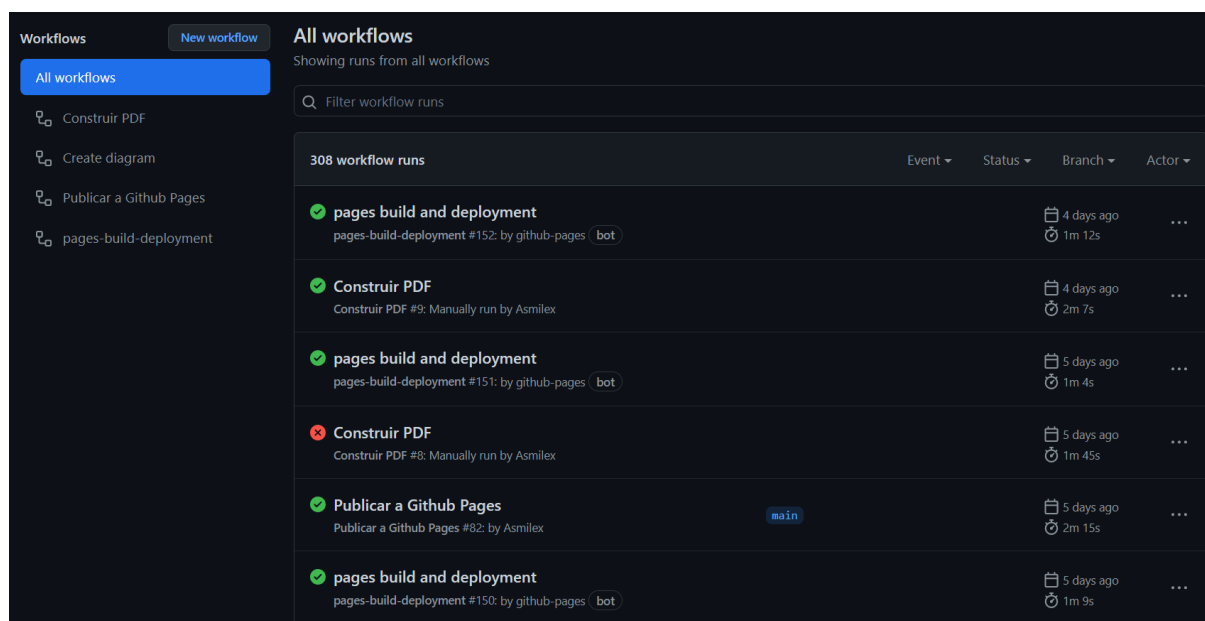 Workflows
New workflow
All workflows
Construir PDF
Create diagram
Publicar a Github Pages
pages-build-deployment
All workflows
Showing runs from all workflows
Filter workflow runs
308 workflow runs Event Status Branch Actor
pages build and deployment
pages-build-deployment #152: by github-pages bot
4 days ago
1m 12s
Construir PDF
Construir PDF #9: Manually run by Asmilex
4 days ago
2m 7s
pages build and deployment
pages-build-deployment #151: by github-pages bot
5 days ago
1m 4s
Construir PDF
Construir PDF #8: Manually run by Asmilex
5 days ago
1m 45s
Publicar a Github Pages
Publicar a Github Pages #82: by Asmilex
main
5 days ago
2m 15s
pages build and deployment
pages-build-deployment #150: by github-pages bot
5 days ago
1m 9s